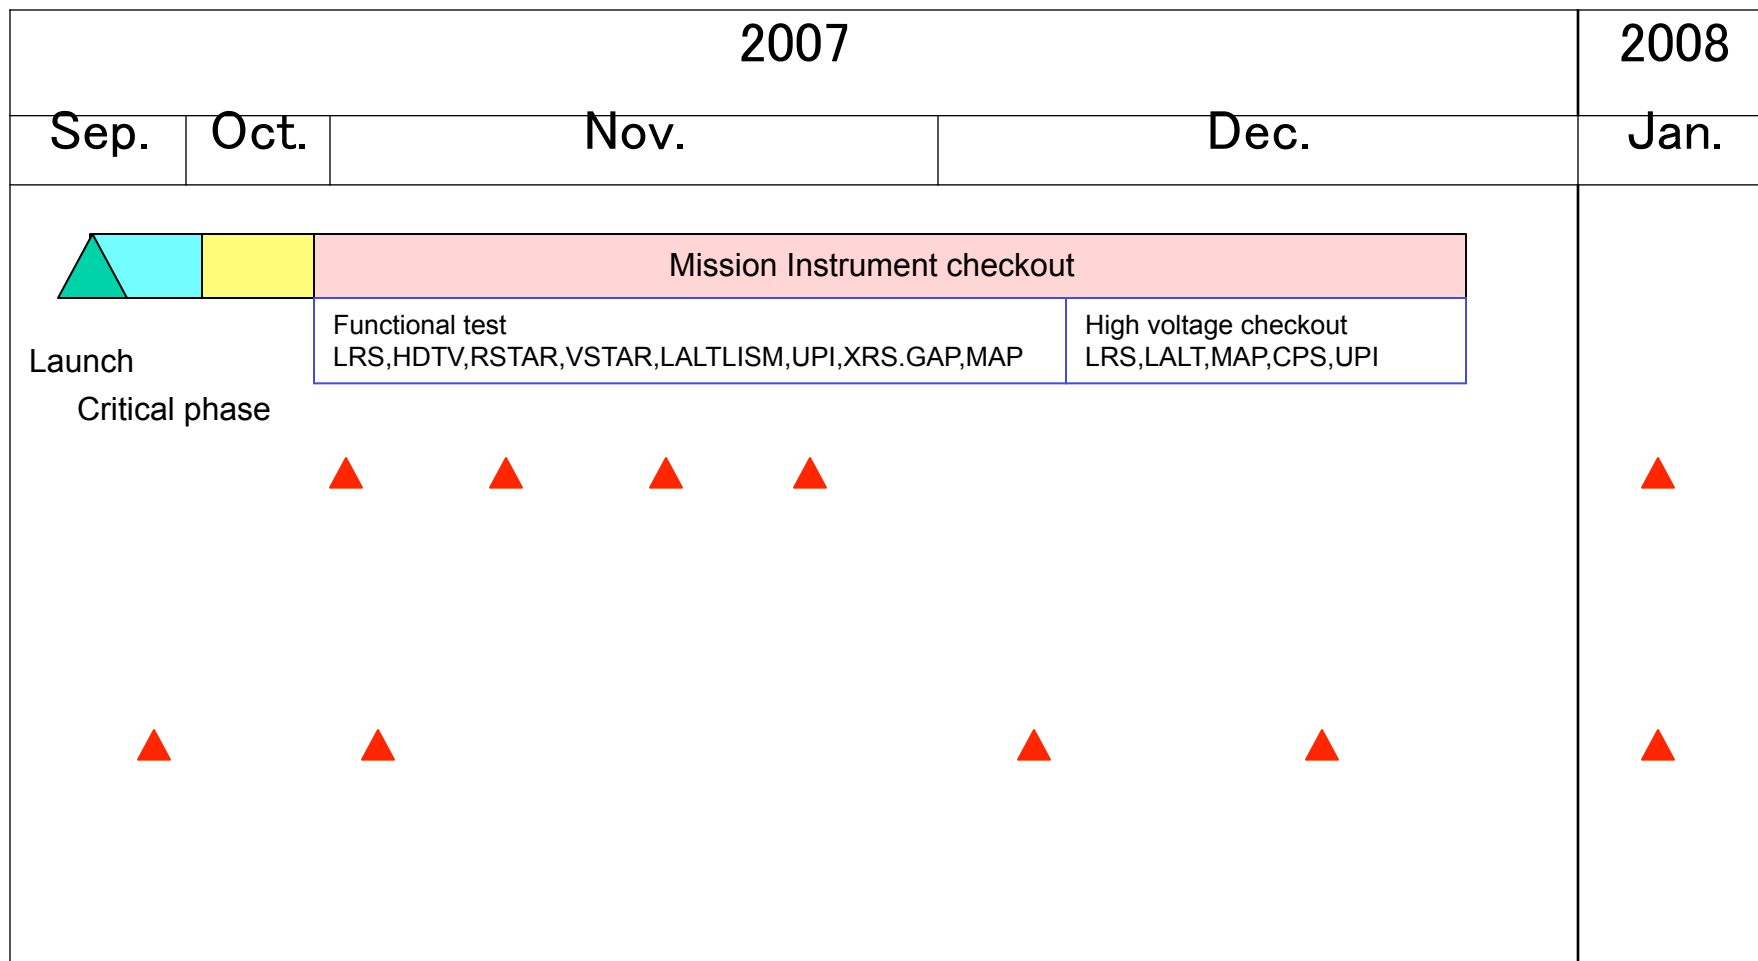 2007
2008
Sep.
Oct.
Nov.
Dec.
Jan.
Mission Instrument checkout
Functional test
LRS,HDTV,RSTAR,VSTAR,LALTLISM,UPI,XRS.GAP,MAP
High voltage checkout
LRS,LALT,MAP,CPS,UPI
Launch
Critical phase